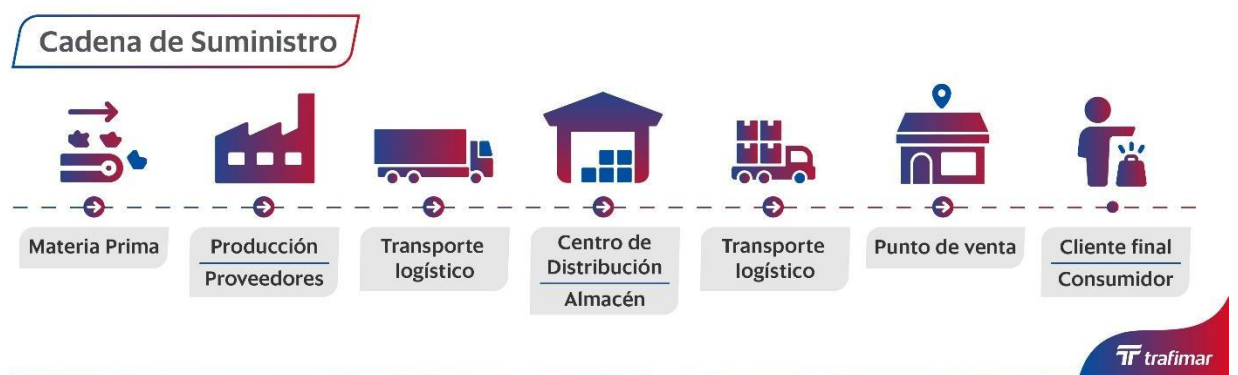 Cadena de Suministro
Materia Prima
Producción
Proveedores
Transporte
logístico
Centro de
Distribución
Almacén
Transporte
logístico
Punto de venta
Cliente final
Consumidor
trafimar